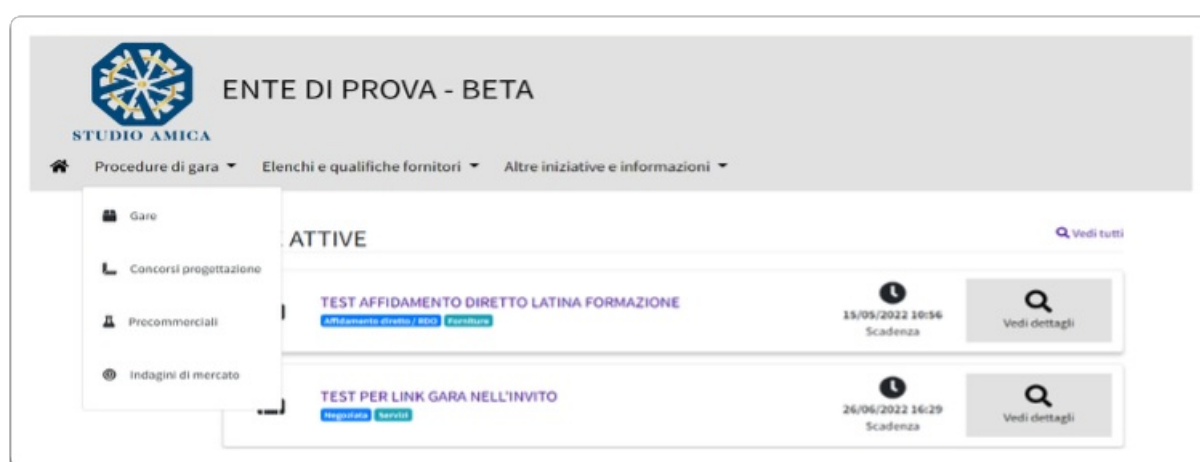 STUDIO AMICA
ENTE DI PROVA - BETA
Procedure di gara
Elenchi e qualifiche fornitori
Altre iniziative e informazioni
Gare
Concorsi progettazione
Precommerciali
Indagini di mercato
ATTIVE
Vedi tutti
TEST AFFIDAMENTO DIRETTO LATINA FORMAZIONE
Affidamento diretto / RDO Forniture
15/05/2022 10:56
Scadenza
Vedi dettagli
TEST PER LINK GARA NELL'INVITO
Negoziata Servizi
26/06/2022 16:29
Scadenza
Vedi dettagli